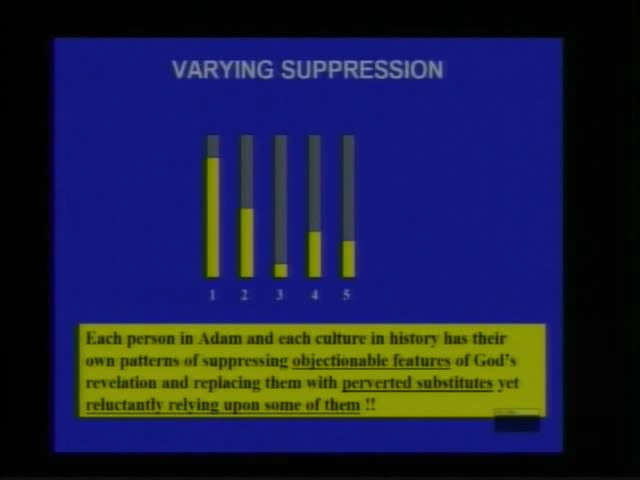 VARYING SUPPRESSION
1 2 3 4 5
Each person in Adam and each culture in history has their
own patterns of suppressing objectionable features of God's
revelation and replacing them with perverted substitutes yet
reluctantly relying upon some of them !!